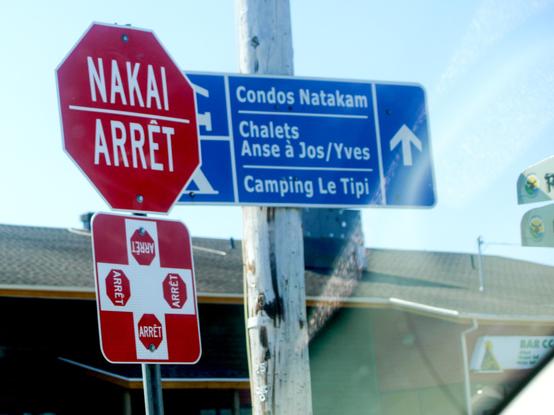 NAKAI
ARRÊT
Condos Natakam
Chalets
Anse à Jos/Yves
Camping Le Tipi
ARRÊT
ARRÊT
ARRÊT
ARRÊT
BAR